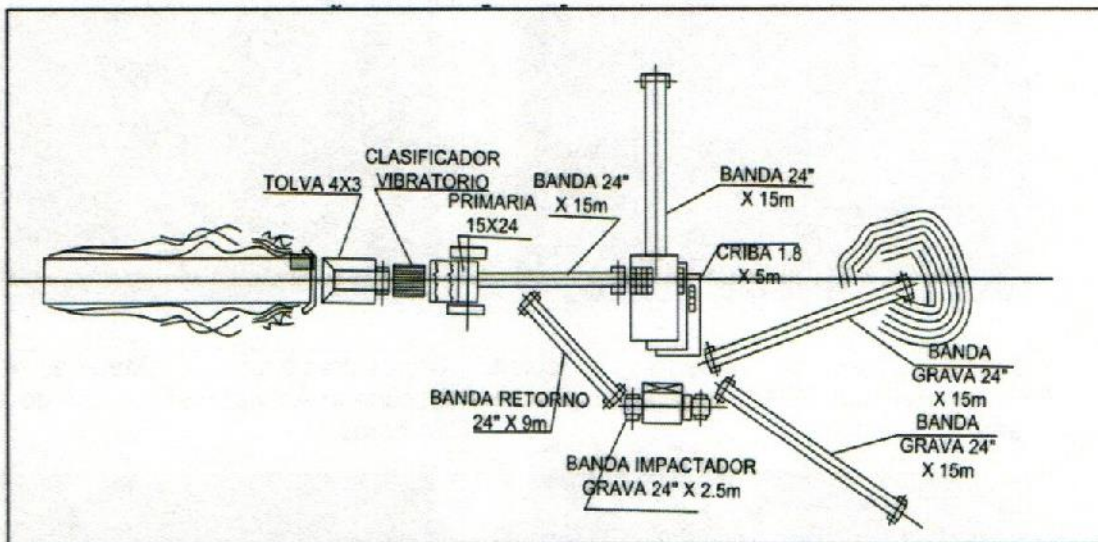 TOLVA 4X3
CLASIFICADOR
VIBRATORIO
PRIMARIA
15X24
BANDA 24"
X 15m
BANDA 24"
X 15m
CRIBA 1.8
X 5m
BANDA
GRAVA 24"
X 15m
BANDA RETORNO
24" X 9m
BANDA
GRAVA 24"
X 15m
BANDA IMPACTADOR
GRAVA 24" X 2.5m